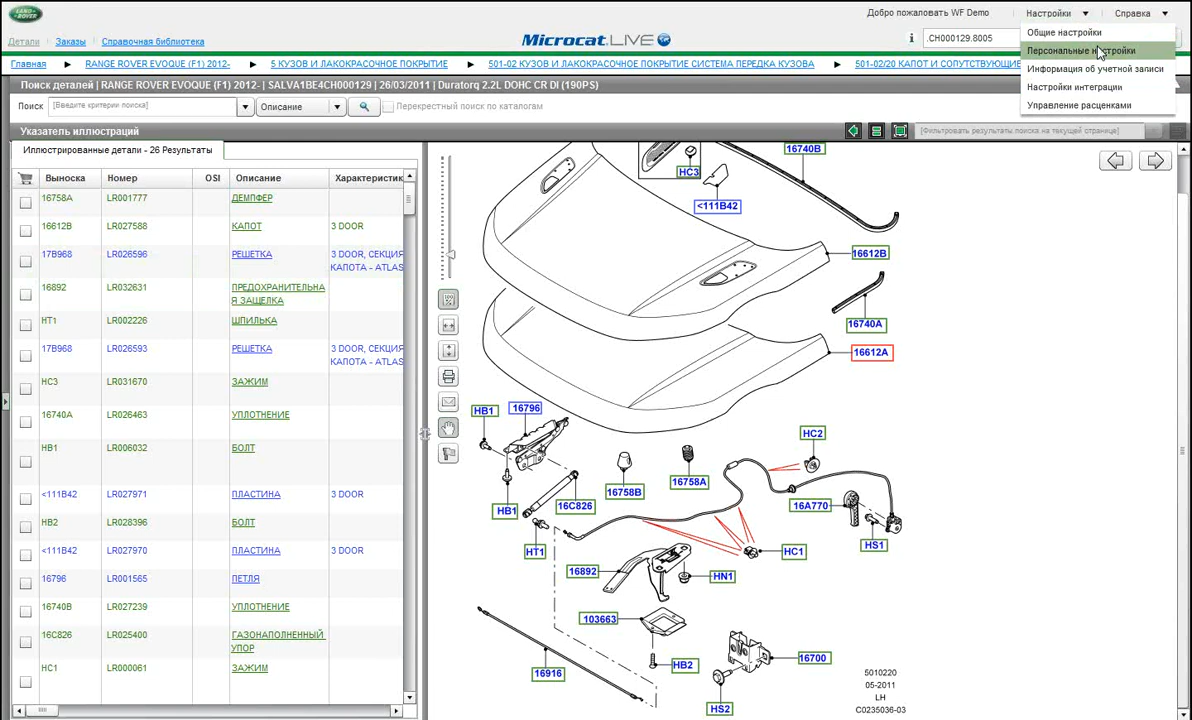 LAND ROVER
Добро пожаловать WF Demo
Настройки
Справка
Детали
Заказы
Справочная библиотека
Microcat.LIVE
.CH000129.8005
Общие настройки
Персональные настройки
Информация об учетной записи
Настройки интеграции
Управление расценками
Главная
RANGE ROVER EVOQUE (F1) 2012-
5 КУЗОВ И ЛАКОКРАСОЧНОЕ ПОКРЫТИЕ
501-02 КУЗОВ И ЛАКОКРАСОЧНОЕ ПОКРЫТИЕ СИСТЕМА ПЕРЕДКА КУЗОВА
501-02/20 КАПОТ И СОПУТСТВУЮЩИЕ
Поиск деталей | RANGE ROVER EVOQUE (F1) 2012- | SALVA1BE4CH000129 | 26/03/2011 | Duratorq 2.2L DOHC CR DI (190PS)
Поиск
[Введите критерии поиска]
Описание
Перекрестный поиск по каталогам
Указатель иллюстраций
[Фильтровать результаты поиска на текущей странице]
Иллюстрированные детали - 26 Результаты
Выноска Номер OSI Описание Характеристик
16758A LR001777 ДЕМПФЕР
16612B LR027588 КАПОТ 3 DOOR
17B968 LR026596 РЕШЕТКА 3 DOOR, СЕКЦИЯ
КАПОТА - ATLAS
16892 LR032631 ПРЕДОХРАНИТЕЛЬНА
Я ЗАЩЕЛКА
HT1 LR002226 ШПИЛЬКА
17B968 LR026593 РЕШЕТКА 3 DOOR, СЕКЦИЯ
КАПОТА - ATLAS
HC3 LR031670 ЗАЖИМ
16740A LR026463 УПЛОТНЕНИЕ
HB1 LR006032 БОЛТ
<111B42 LR027971 ПЛАСТИНА 3 DOOR
HB2 LR028396 БОЛТ
<111B42 LR027970 ПЛАСТИНА 3 DOOR
16796 LR001565 ПЕТЛЯ
16740B LR027239 УПЛОТНЕНИЕ
16C826 LR025400 ГАЗОНАПОЛНЕННЫЙ
УПОР
HC1 LR000061 ЗАЖИМ
16740B
HC3
<111B42
16612B
16740A
16612A
HB1
16796
HC2
16758B
16758A
16C826
HB1
16A770
HT1
HC1
HS1
16892
HN1
103663
HB2
16700
16916
HS2
5010220
05-2011
LH
C0235036-03